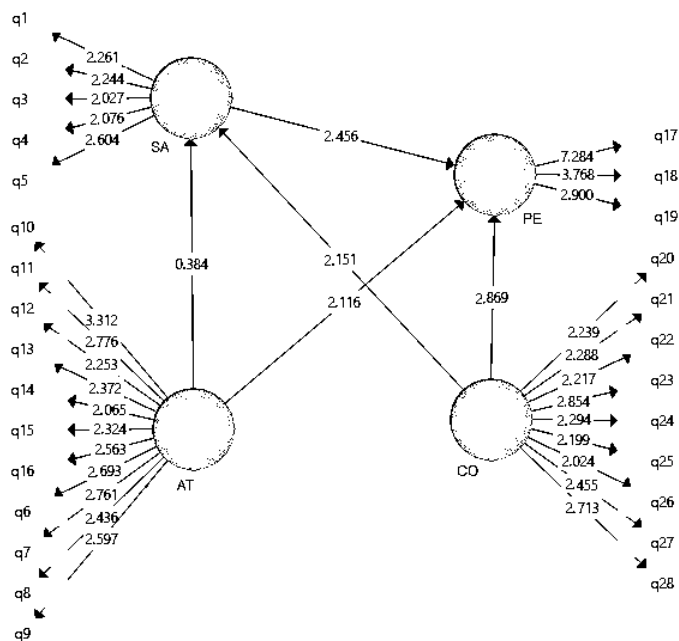 q1
q2
q3
q4
q5
2.261
2.244
2.027
2.076
2.604
SA
2.456
7.284
3.768
2.900
q17
q18
q19
PE
0.384
2.151
2.116
2.869
q10
q11
q12
q13
q14
q15
q16
q6
q7
q8
q9
3.312
2.776
2.253
2.372
2.065
2.324
2.563
2.693
2.761
2.436
2.597
AT
CO
2.239
2.288
2.217
2.854
2.294
2.199
2.024
2.455
2.713
q20
q21
q22
q23
q24
q25
q26
q27
q28